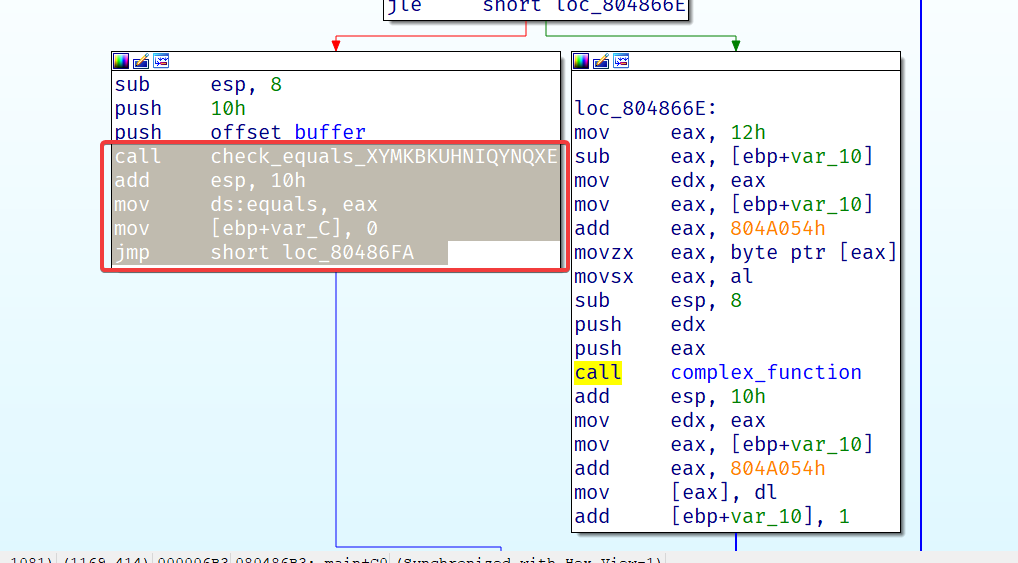 jle short loc_804866E
sub esp, 8
push 10h
push offset buffer
call check_equals_XYMKBKUHNIQYNQXE
add esp, 10h
mov ds:equals, eax
mov [ebp+var_C], 0
jmp short loc_80486FA
loc_804866E:
mov eax, 12h
sub eax, [ebp+var_10]
mov edx, eax
mov eax, [ebp+var_10]
add eax, 804A054h
movzx eax, byte ptr [eax]
movsx eax, al
sub esp, 8
push edx
push eax
call complex_function
add esp, 10h
mov edx, eax
mov eax, [ebp+var_10]
add eax, 804A054h
mov [eax], dl
add [ebp+var_10], 1
1081) (1169,414) 000006B3 080486B3: main+C0 (Synchronized with Hex View-1)